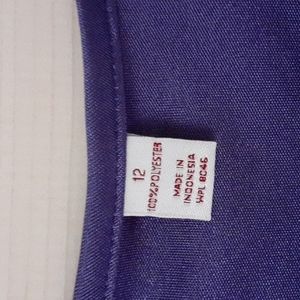 12
100% POLYESTER
MADE IN
INDONESIA
WPL 8046